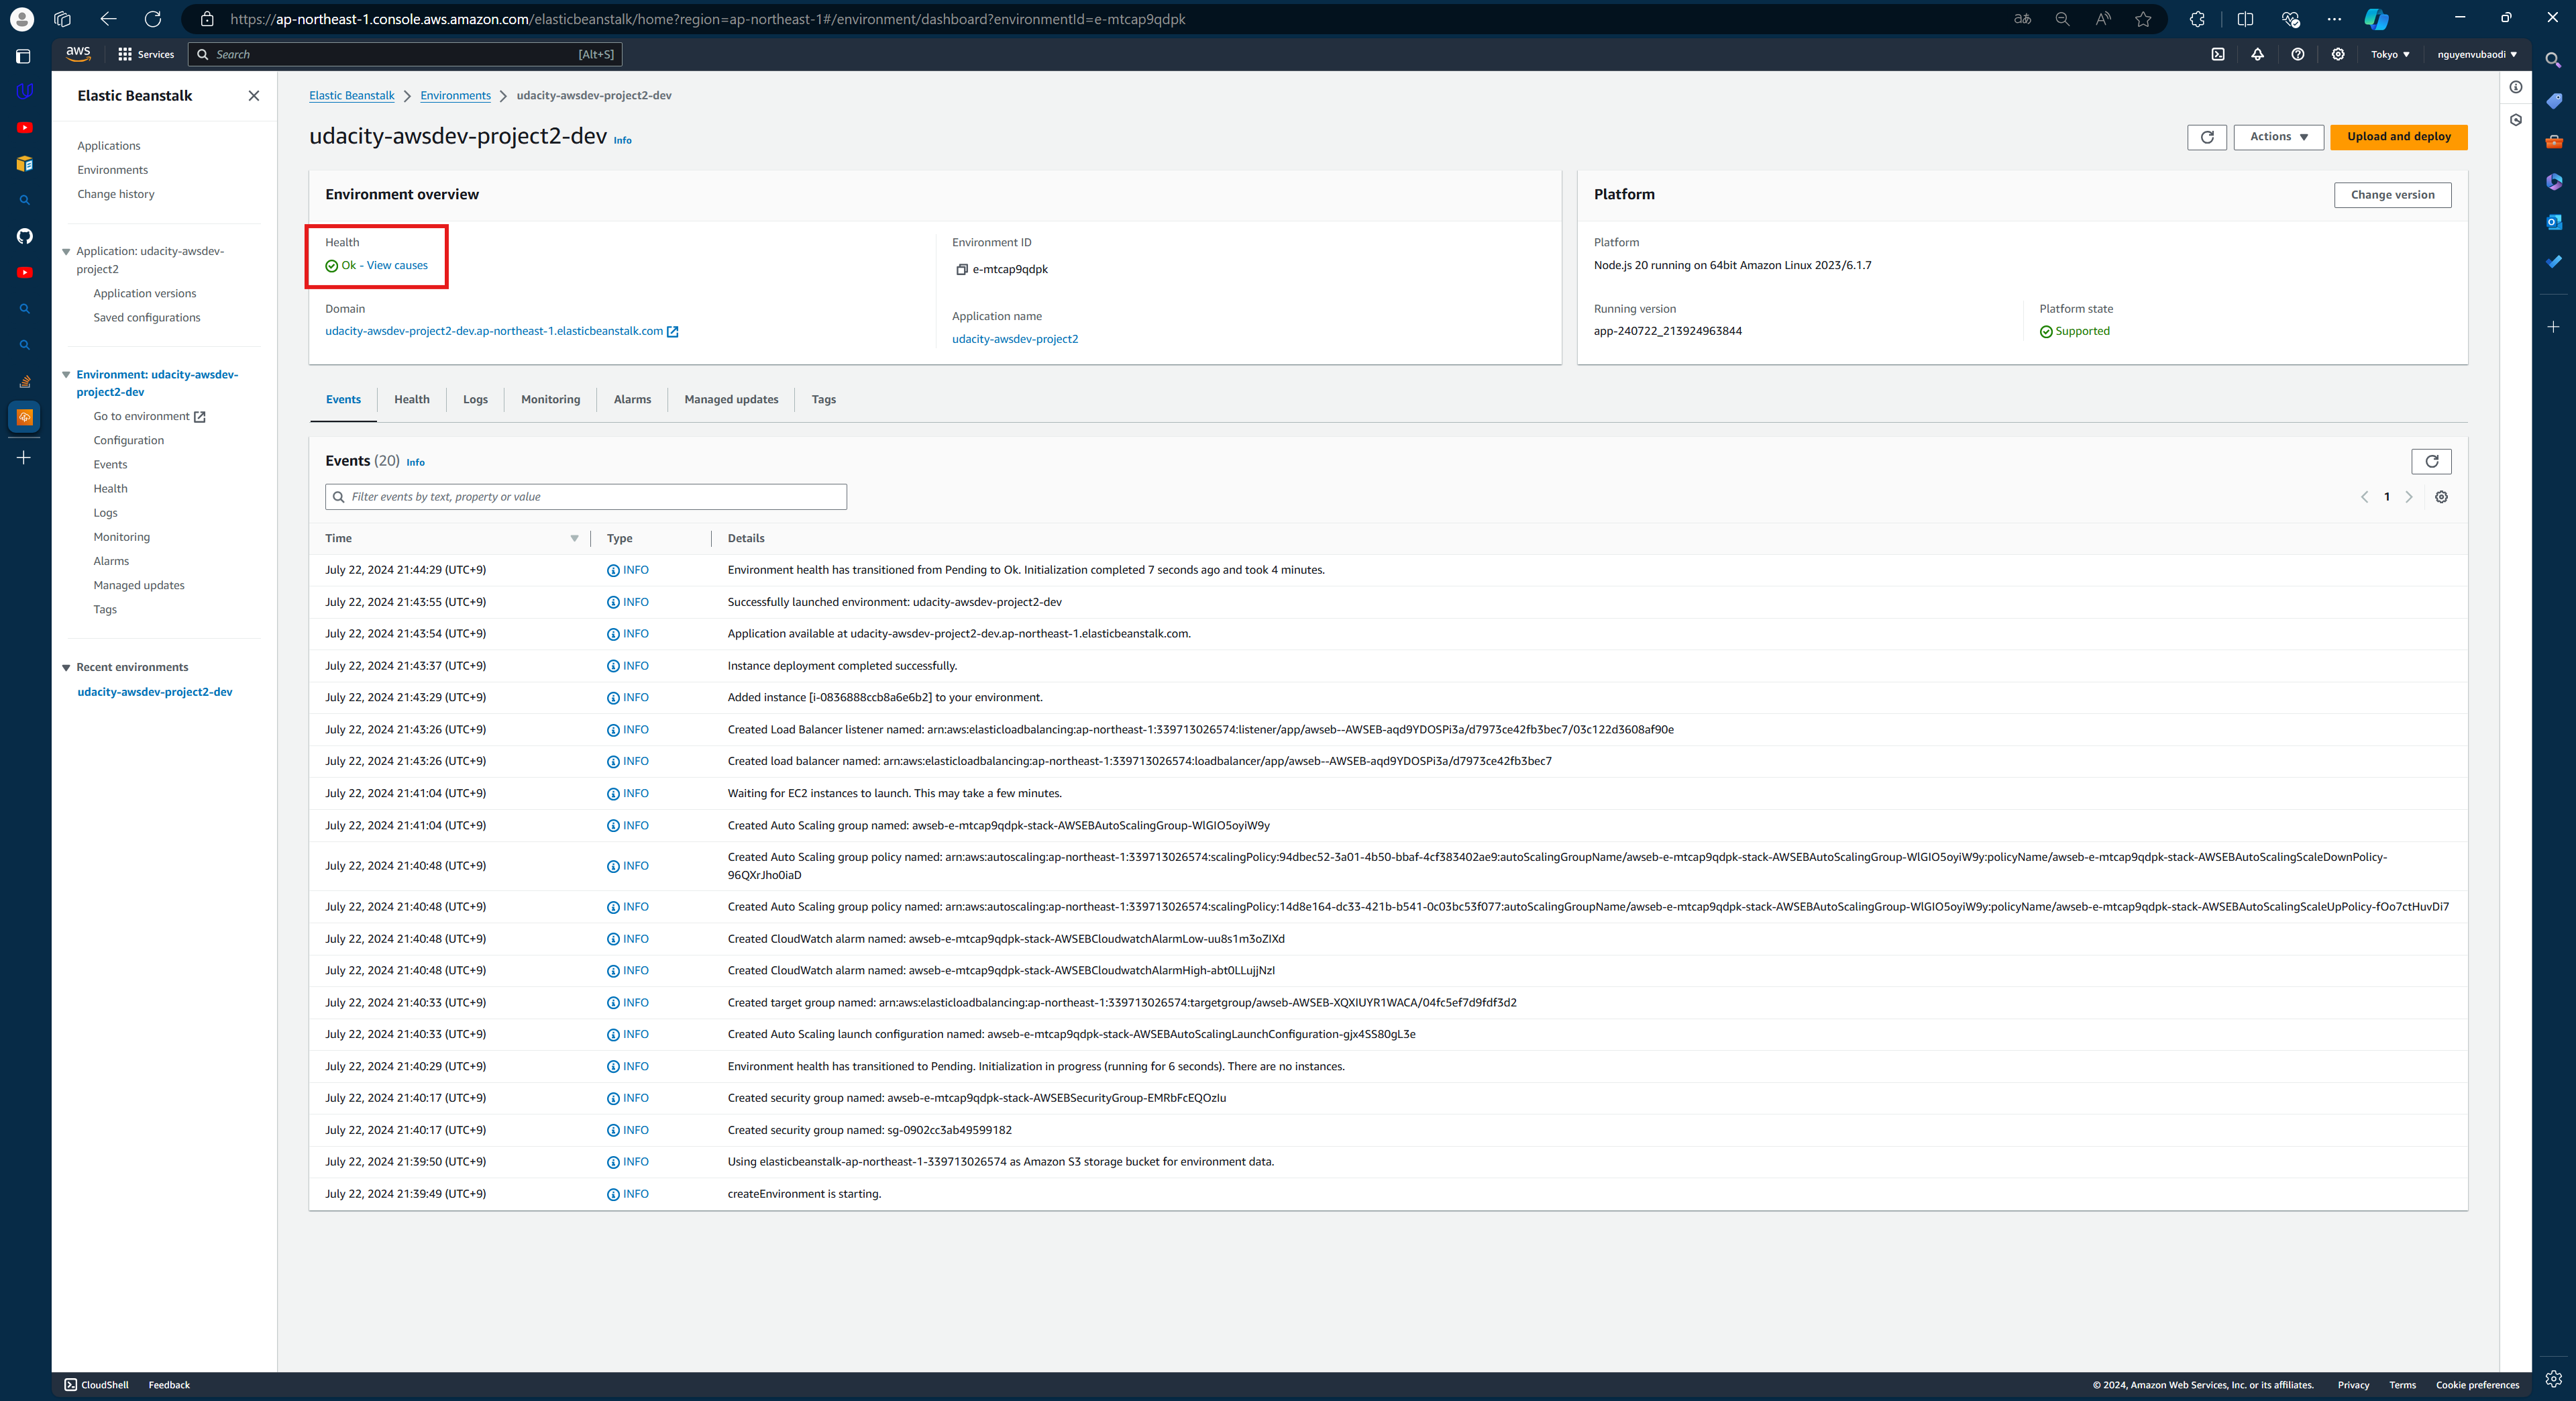 https://ap-northeast-1.console.aws.amazon.com/elasticbeanstalk/home?region=ap-northeast-1#/environment/dashboard?environmentId=e-mtcap9qdpk
aws
Services
Search
[Alt+S]
Tokyo
nguyenvubaodi
Elastic Beanstalk
Applications
Environments
Change history
Application: udacity-awsdev-
project2
Application versions
Saved configurations
Environment: udacity-awsdev-
project2-dev
Go to environment
Configuration
Events
Health
Logs
Monitoring
Alarms
Managed updates
Tags
Recent environments
udacity-awsdev-project2-dev
Elastic Beanstalk
Environments
udacity-awsdev-project2-dev
udacity-awsdev-project2-dev Info
Actions
Upload and deploy
Environment overview
Health
Ok - View causes
Domain
udacity-awsdev-project2-dev.ap-northeast-1.elasticbeanstalk.com
Environment ID
e-mtcap9qdpk
Application name
udacity-awsdev-project2
Platform
Change version
Platform
Node.js 20 running on 64bit Amazon Linux 2023/6.1.7
Running version
app-240722_213924963844
Platform state
Supported
Events
Health
Logs
Monitoring
Alarms
Managed updates
Tags
Events (20) Info
Filter events by text, property or value
1
Time Type Details
July 22, 2024 21:44:29 (UTC+9) INFO Environment health has transitioned from Pending to Ok. Initialization completed 7 seconds ago and took 4 minutes.
July 22, 2024 21:43:55 (UTC+9) INFO Successfully launched environment: udacity-awsdev-project2-dev
July 22, 2024 21:43:54 (UTC+9) INFO Application available at udacity-awsdev-project2-dev.ap-northeast-1.elasticbeanstalk.com.
July 22, 2024 21:43:37 (UTC+9) INFO Instance deployment completed successfully.
July 22, 2024 21:43:29 (UTC+9) INFO Added instance [i-0836888ccb8a6e6b2] to your environment.
July 22, 2024 21:43:26 (UTC+9) INFO Created Load Balancer listener named: arn:aws:elasticloadbalancing:ap-northeast-1:339713026574:listener/app/awseb--AWSEB-aqd9YDOSPi3a/d7973ce42fb3bec7/03c122d3608af90e
July 22, 2024 21:43:26 (UTC+9) INFO Created load balancer named: arn:aws:elasticloadbalancing:ap-northeast-1:339713026574:loadbalancer/app/awseb--AWSEB-aqd9YDOSPi3a/d7973ce42fb3bec7
July 22, 2024 21:41:04 (UTC+9) INFO Waiting for EC2 instances to launch. This may take a few minutes.
July 22, 2024 21:41:04 (UTC+9) INFO Created Auto Scaling group named: awseb-e-mtcap9qdpk-stack-AWSEBAutoScalingGroup-WlGIO5oyiW9y
July 22, 2024 21:40:48 (UTC+9) INFO Created Auto Scaling group policy named: arn:aws:autoscaling:ap-northeast-1:339713026574:scalingPolicy:94dbec52-3a01-4b50-bbaf-4cf383402ae9:autoScalingGroupName/awseb-e-mtcap9qdpk-stack-AWSEBAutoScalingGroup-WlGIO5oyiW9y:policyName/awseb-e-mtcap9qdpk-stack-AWSEBAutoScalingScaleDownPolicy-
96QXrJho0iaD
July 22, 2024 21:40:48 (UTC+9) INFO Created Auto Scaling group policy named: arn:aws:autoscaling:ap-northeast-1:339713026574:scalingPolicy:14d8e164-dc33-421b-b541-0c03bc53f077:autoScalingGroupName/awseb-e-mtcap9qdpk-stack-AWSEBAutoScalingGroup-WlGIO5oyiW9y:policyName/awseb-e-mtcap9qdpk-stack-AWSEBAutoScalingScaleUpPolicy-fOo7ctHuvDi7
July 22, 2024 21:40:48 (UTC+9) INFO Created CloudWatch alarm named: awseb-e-mtcap9qdpk-stack-AWSEBCloudwatchAlarmLow-uu8s1m3oZIXd
July 22, 2024 21:40:48 (UTC+9) INFO Created CloudWatch alarm named: awseb-e-mtcap9qdpk-stack-AWSEBCloudwatchAlarmHigh-abt0LLujjNzI
July 22, 2024 21:40:33 (UTC+9) INFO Created target group named: arn:aws:elasticloadbalancing:ap-northeast-1:339713026574:targetgroup/awseb-AWSEB-XQXIUYR1WACA/04fc5ef7d9fdf3d2
July 22, 2024 21:40:33 (UTC+9) INFO Created Auto Scaling launch configuration named: awseb-e-mtcap9qdpk-stack-AWSEBAutoScalingLaunchConfiguration-gjx4SS80gL3e
July 22, 2024 21:40:29 (UTC+9) INFO Environment health has transitioned to Pending. Initialization in progress (running for 6 seconds). There are no instances.
July 22, 2024 21:40:17 (UTC+9) INFO Created security group named: awseb-e-mtcap9qdpk-stack-AWSEBSecurityGroup-EMRbFcEQOzIu
July 22, 2024 21:40:17 (UTC+9) INFO Created security group named: sg-0902cc3ab49599182
July 22, 2024 21:39:50 (UTC+9) INFO Using elasticbeanstalk-ap-northeast-1-339713026574 as Amazon S3 storage bucket for environment data.
July 22, 2024 21:39:49 (UTC+9) INFO createEnvironment is starting.
CloudShell
Feedback
© 2024, Amazon Web Services, Inc. or its affiliates.
Privacy
Terms
Cookie preferences